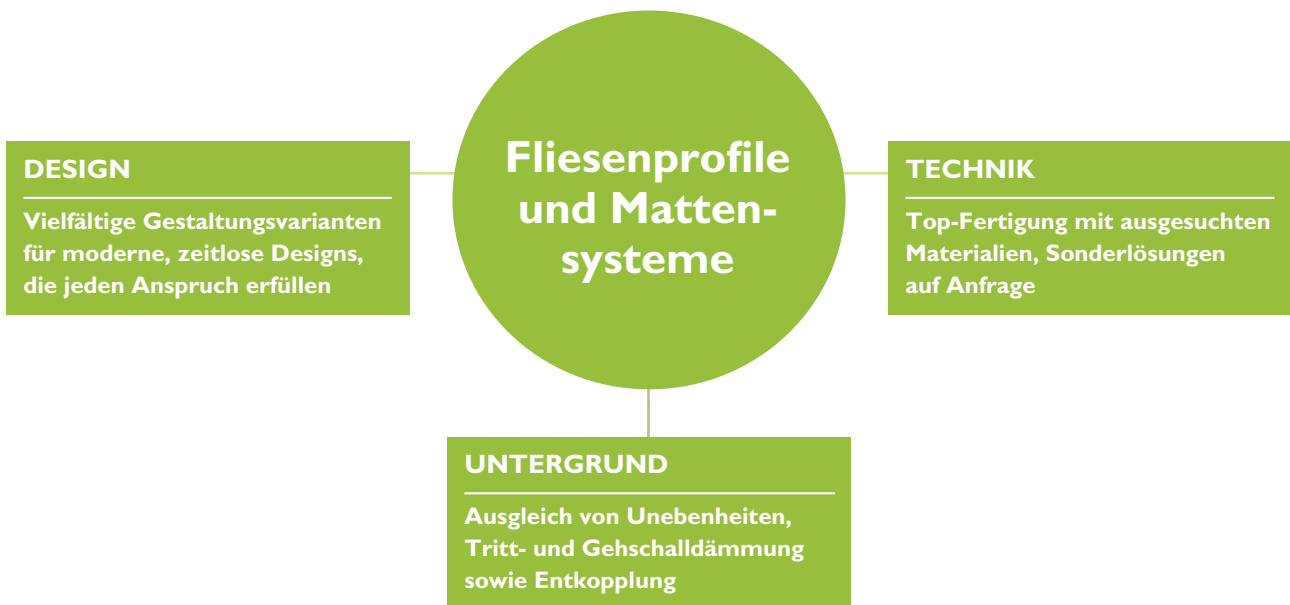 Fliesenprofile
und Matten-
systeme
DESIGN
Vielfältige Gestaltungsvarianten
für moderne, zeitlose Designs,
die jeden Anspruch erfüllen
TECHNIK
Top-Fertigung mit ausgesuchten
Materialien, Sonderlösungen
auf Anfrage
UNTERGRUND
Ausgleich von Unebenheiten,
Tritt- und Gehschalldämmung
sowie Entkopplung